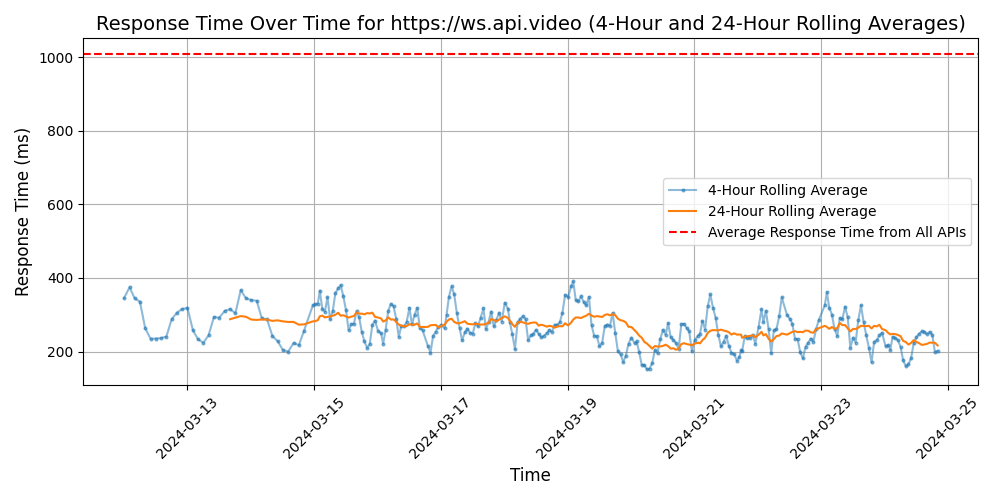 Response Time Over Time for https://ws.api.video (4-Hour and 24-Hour Rolling Averages)
Response Time (ms)
1000
800
600
400
200
4-Hour Rolling Average
24-Hour Rolling Average
Average Response Time from All APIs
2024-03-13
2024-03-15
2024-03-17
2024-03-19
2024-03-21
2024-03-23
2024-03-25
Time